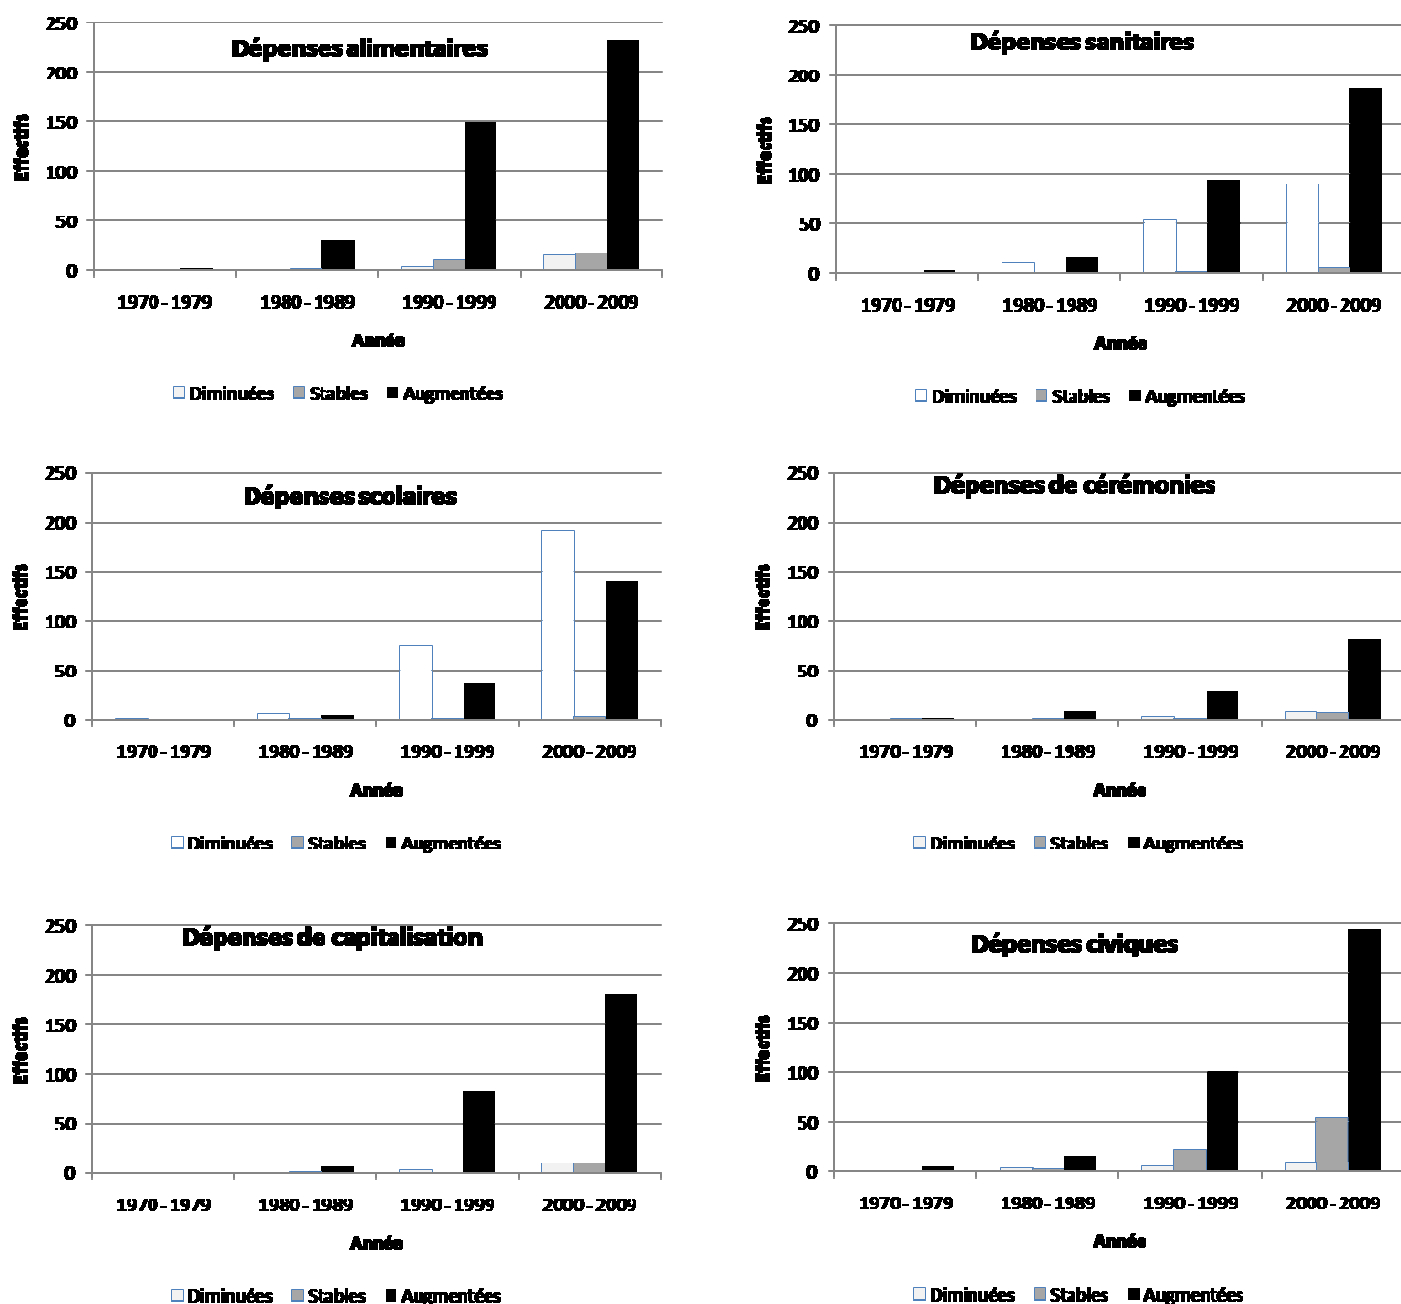 Dépenses alimentaires
250
200
150
100
50
0
Effectifs
1970 - 1979 1980 - 1989 1990 - 1999 2000 - 2009
Année
Diminuées Stables Augmentées
Dépenses sanitaires
250
200
150
100
50
0
Effectifs
1970 - 1979 1980 - 1989 1990 - 1999 2000 - 2009
Année
Diminuées Stables Augmentées
Dépenses scolaires
250
200
150
100
50
0
Effectifs
1970 - 1979 1980 - 1989 1990 - 1999 2000 - 2009
Année
Diminuées Stables Augmentées
Dépenses de cérémonies
250
200
150
100
50
0
Effectifs
1970 - 1979 1980 - 1989 1990 - 1999 2000 - 2009
Année
Diminuées Stables Augmentées
Dépenses de capitalisation
250
200
150
100
50
0
Effectifs
1970 - 1979 1980 - 1989 1990 - 1999 2000 - 2009
Année
Diminuées Stables Augmentées
Dépenses civiques
250
200
150
100
50
0
Effectifs
1970 - 1979 1980 - 1989 1990 - 1999 2000 - 2009
Année
Diminuées Stables Augmentées